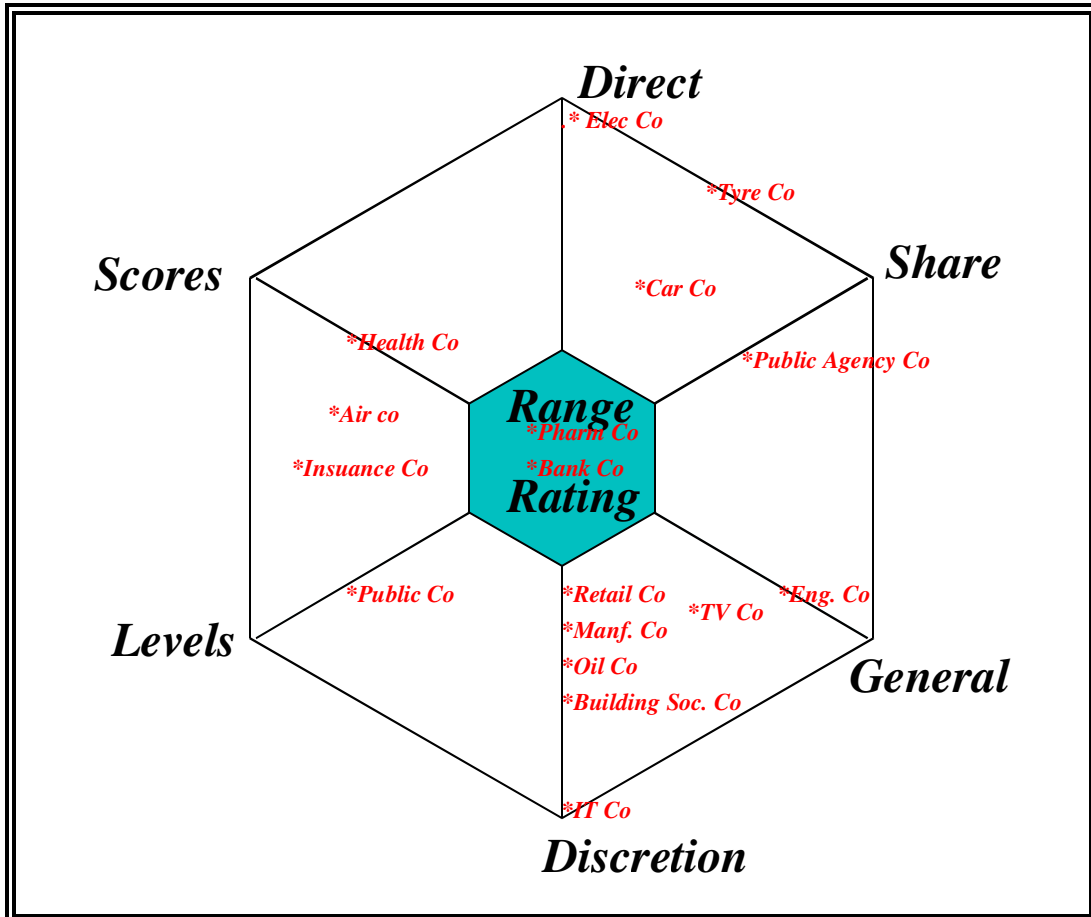 Direct
.* Elec Co
*Tyre Co
Share
Scores
*Car Co
*Health Co
*Public Agency Co
Range
*Air co
*Pharm Co
*Insuance Co
*Bank Co
Rating
*Public Co
*Retail Co
*Eng. Co
*TV Co
*Manf. Co
Levels
*Oil Co
General
*Building Soc. Co
*IT Co
Discretion